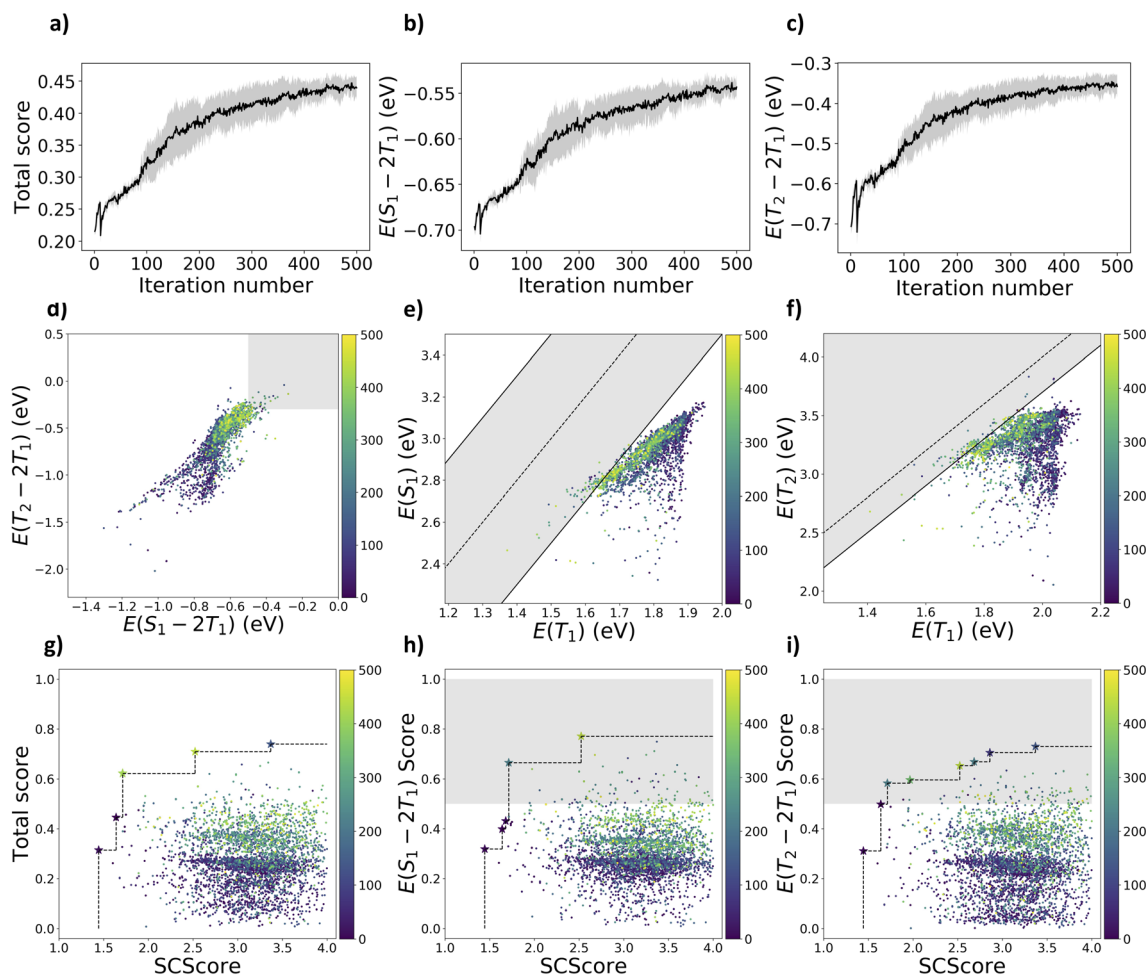 a)
b)
c)
Total score
0.45
0.40
0.35
0.30
0.25
0.20
0 100 200 300 400 500
Iteration number
E(S₁ − 2T₁) (eV)
−0.55
−0.60
−0.65
−0.70
0 100 200 300 400 500
Iteration number
E(T₂ − 2T₁) (eV)
−0.3
−0.4
−0.5
−0.6
−0.7
0 100 200 300 400 500
Iteration number
d)
e)
f)
E(T₂ − 2T₁) (eV)
0.5
0.0
−0.5
−1.0
−1.5
−2.0
−1.4 −1.2 −1.0 −0.8 −0.6 −0.4 −0.2 0.0
E(S₁ − 2T₁) (eV)
500
400
300
200
100
0
E(S₁) (eV)
3.4
3.2
3.0
2.8
2.6
2.4
1.2 1.3 1.4 1.5 1.6 1.7 1.8 1.9 2.0
E(T₁) (eV)
500
400
300
200
100
0
E(T₂) (eV)
4.0
3.5
3.0
2.5
2.0
1.4 1.6 1.8 2.0 2.2
E(T₁) (eV)
500
400
300
200
100
0
g)
h)
i)
Total score
1.0
0.8
0.6
0.4
0.2
0.0
1.0 1.5 2.0 2.5 3.0 3.5 4.0
SCScore
500
400
300
200
100
0
E(S₁ − 2T₁) Score
1.0
0.8
0.6
0.4
0.2
0.0
1.0 1.5 2.0 2.5 3.0 3.5 4.0
SCScore
500
400
300
200
100
0
E(T₂ − 2T₁) Score
1.0
0.8
0.6
0.4
0.2
0.0
1.0 1.5 2.0 2.5 3.0 3.5 4.0
SCScore
500
400
300
200
100
0